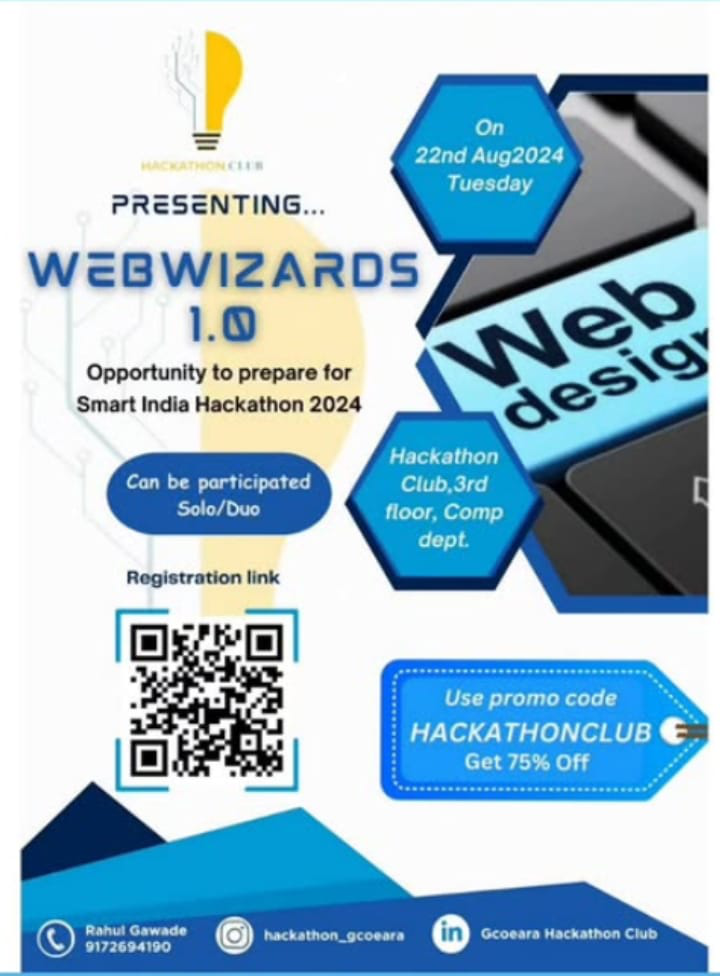 HACKATHON CLUB
PRESENTING...
WEBWIZARDS
1.0
Opportunity to prepare for
Smart India Hackathon 2024
Can be participated
Solo/Duo
Registration link
On
22nd Aug2024
Tuesday
Web
design
Hackathon
Club,3rd
floor, Comp
dept.
Use promo code
HACKATHONCLUB
Get 75% Off
Rahul Gawade
9172694190
hackathon_gcoeara
in
Gcoeara Hackathon Club